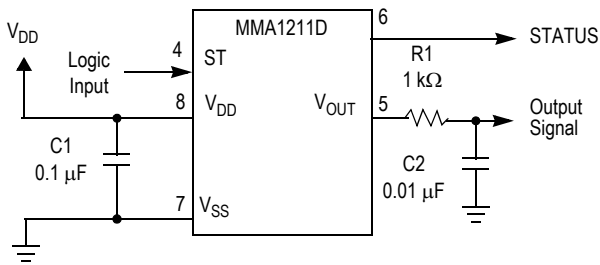 MMA1211D
6
STATUS
V_DD
4
Logic
Input
ST
R1
1 kΩ
8
V_DD
V_OUT
5
Output
Signal
C1
0.1 μF
C2
0.01 μF
7
V_SS